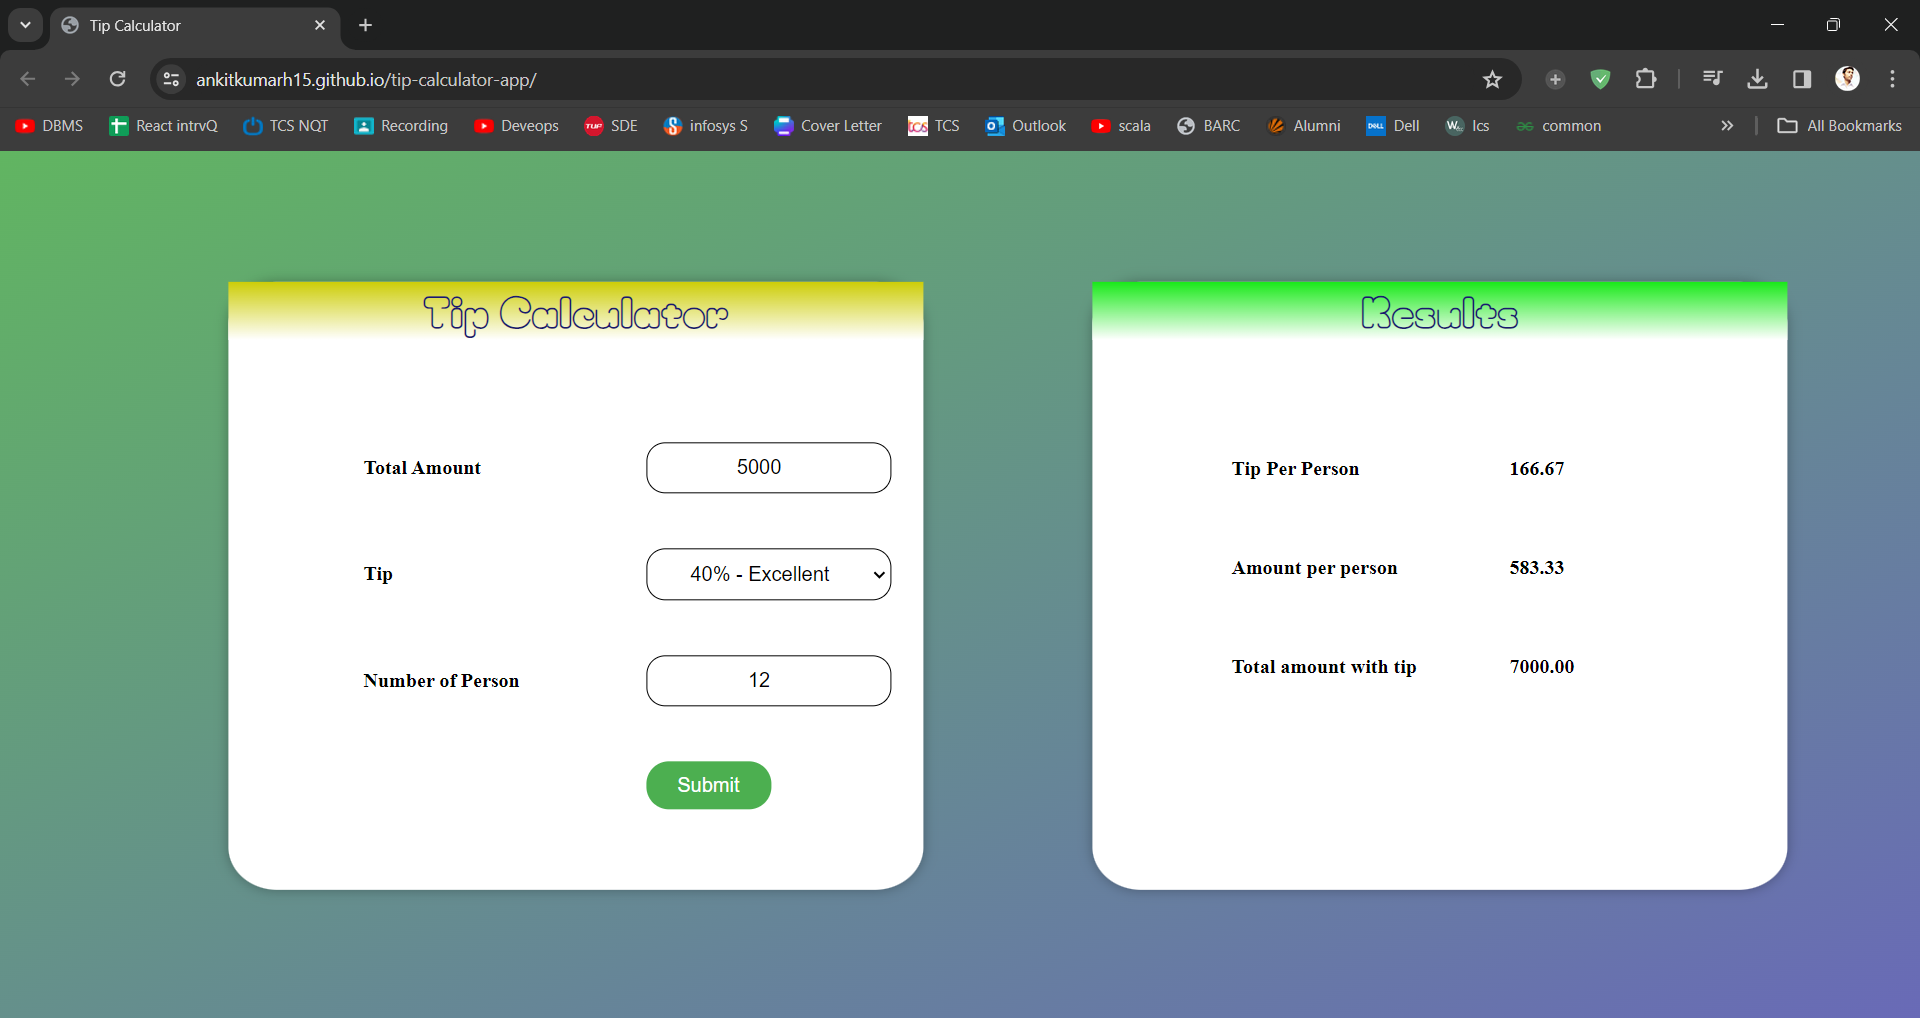 Tip Calculator
ankitkumarh15.github.io/tip-calculator-app/
DBMS React intrvQ TCS NQT Recording Deveops SDE infosys S Cover Letter TCS Outlook scala BARC Alumni Dell Ics common All Bookmarks
Tip Calculator
Total Amount 5000
Tip 40% - Excellent
Number of Person 12
Submit
Results
Tip Per Person 166.67
Amount per person 583.33
Total amount with tip 7000.00